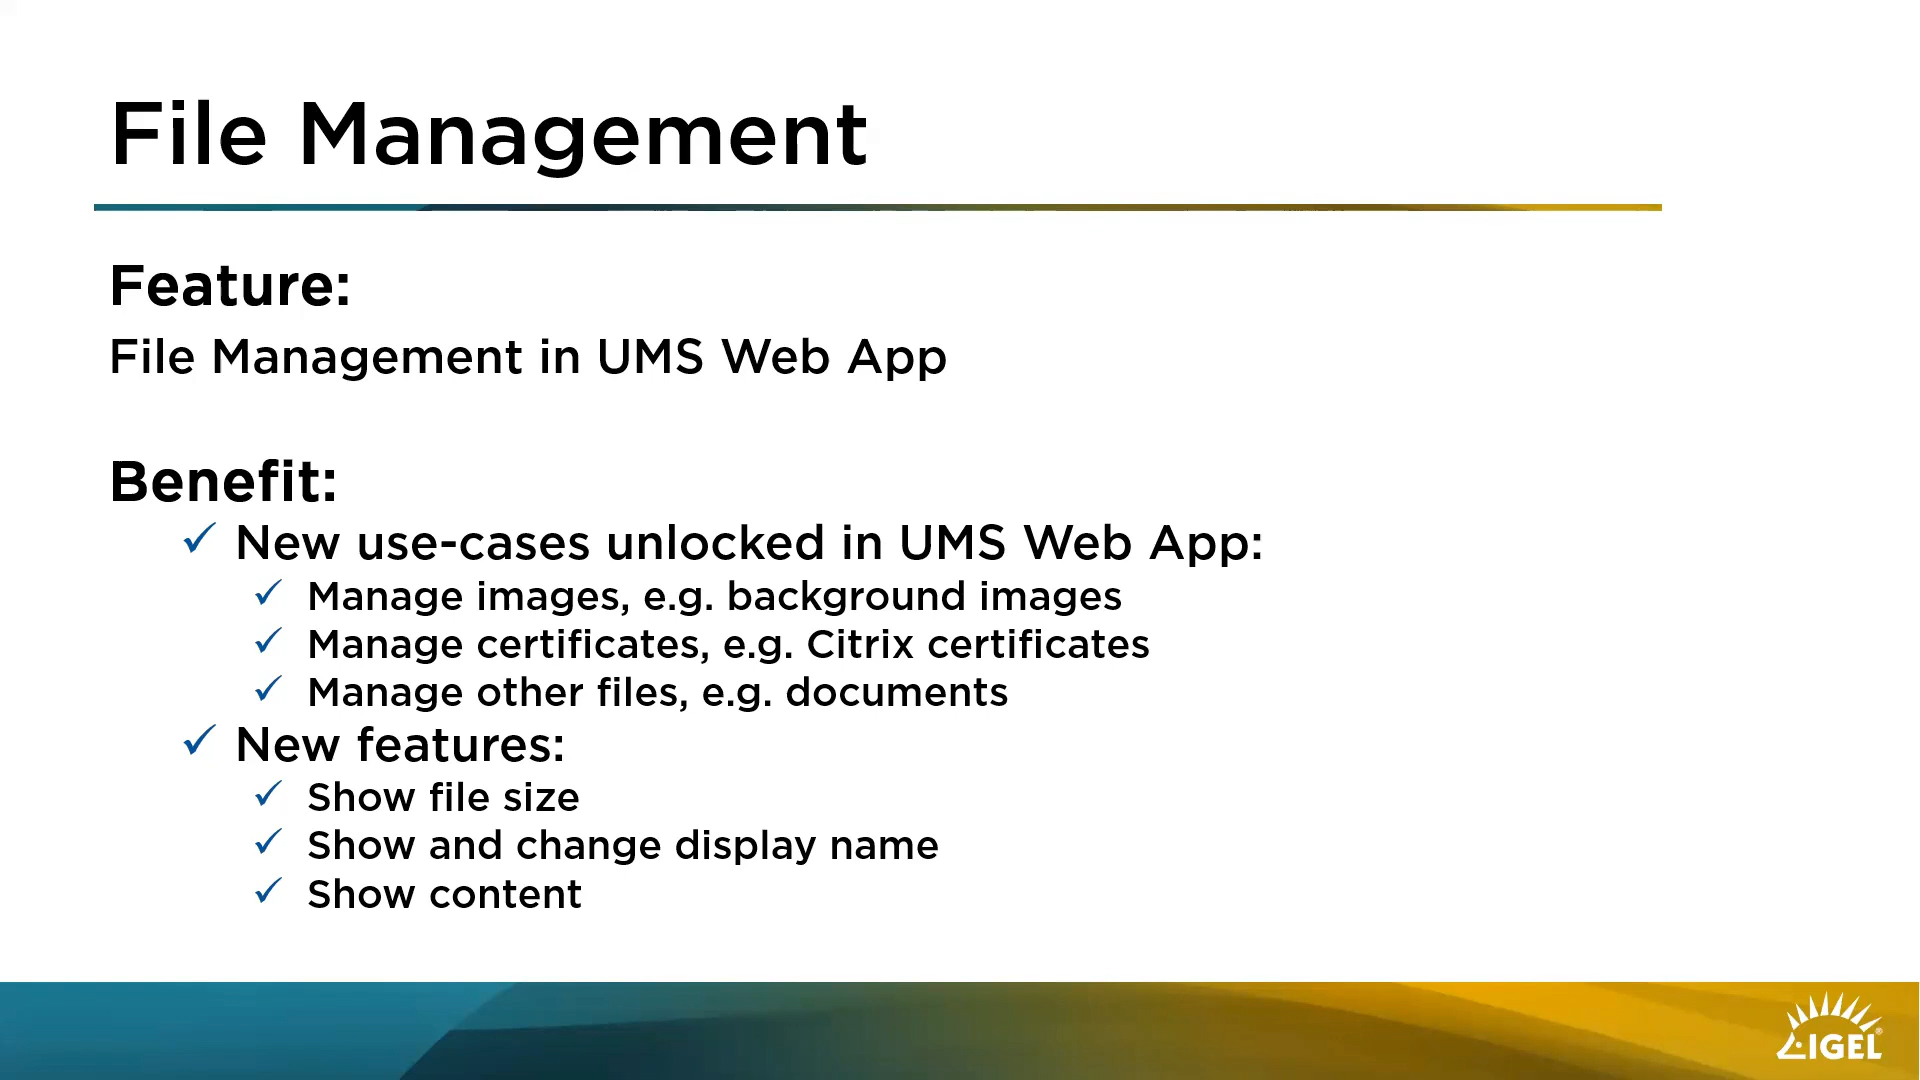 File Management
Feature:
File Management in UMS Web App
Benefit:
✓ New use-cases unlocked in UMS Web App:
✓ Manage images, e.g. background images
✓ Manage certificates, e.g. Citrix certificates
✓ Manage other files, e.g. documents
✓ New features:
✓ Show file size
✓ Show and change display name
✓ Show content
IGEL®